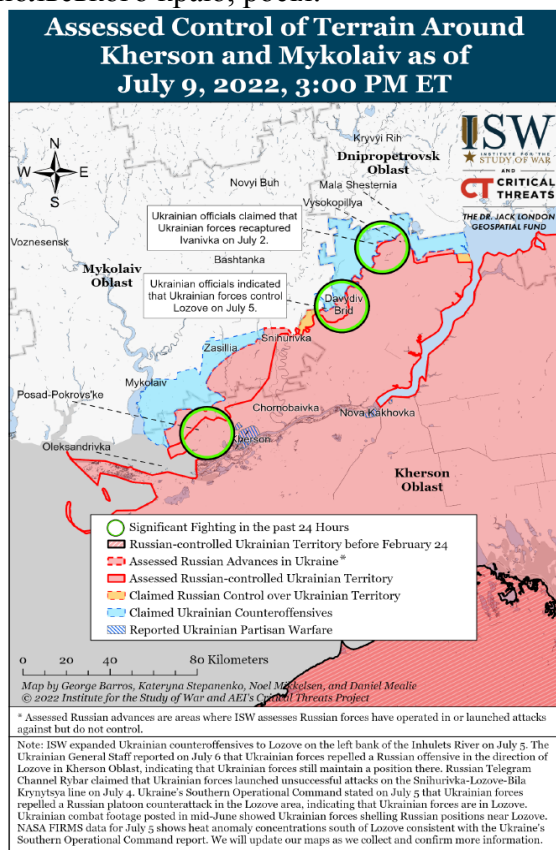 краю, росії.
Assessed Control of Terrain Around
Kherson and Mykolaiv as of
July 9, 2022, 3:00 PM ET
ISW
INSTITUTE FOR THE
STUDY OF WAR
AND
CT CRITICAL
THREATS
THE DR. JACK LONDON
GEOSPATIAL FUND
N
W E
S
Kryvyi Rih
Dnipropetrovsk
Oblast
Novyi Buh
Mala Shesternia
Vysokopillya
Ukrainian officials claimed that
Ukrainian forces recaptured
Ivanivka on July 2.
Voznesensk
Bashtanka
Mykolaiv
Oblast
Ukrainian officials indicated
that Ukrainian forces control
Lozove on July 5.
Davydiv
Brid
Snihurivka
Zasillia
Mykolaiv
Posad-Pokrovs'ke
Chornobaivka
Nova Kakhovka
Kherson
Oleksandrivka
Kherson
Oblast
Significant Fighting in the past 24 Hours
Russian-controlled Ukrainian Territory before February 24
Assessed Russian Advances in Ukraine*
Assessed Russian-controlled Ukrainian Territory
Claimed Russian Control over Ukrainian Territory
Claimed Ukrainian Counteroffensives
Reported Ukrainian Partisan Warfare
0 20 40 80 Kilometers
Map by George Barros, Kateryna Stepanenko, Noel Mikkelsen, and Daniel Mealie
© 2022 Institute for the Study of War and AEI's Critical Threats Project
* Assessed Russian advances are areas where ISW assesses Russian forces have operated in or launched attacks
against but do not control.
Note: ISW expanded Ukrainian counteroffensives to Lozove on the left bank of the Inhulets River on July 5. The
Ukrainian General Staff reported on July 6 that Ukrainian forces repelled a Russian offensive in the direction of
Lozove in Kherson Oblast, indicating that Ukrainian forces still maintain a position there. Russian Telegram
Channel Rybar claimed that Ukrainian forces launched unsuccessful attacks on the Snihurivka-Lozove-Bila
Krynytsya line on July 4. Ukraine's Southern Operational Command stated on July 5 that Ukrainian forces
repelled a Russian platoon counterattack in the Lozove area, indicating that Ukrainian forces are in Lozove.
Ukrainian combat footage posted in mid-June showed Ukrainian forces shelling Russian positions near Lozove.
NASA FIRMS data for July 5 shows heat anomaly concentrations south of Lozove consistent with the Ukraine's
Southern Operational Command report. We will update our maps as we collect and confirm more information.